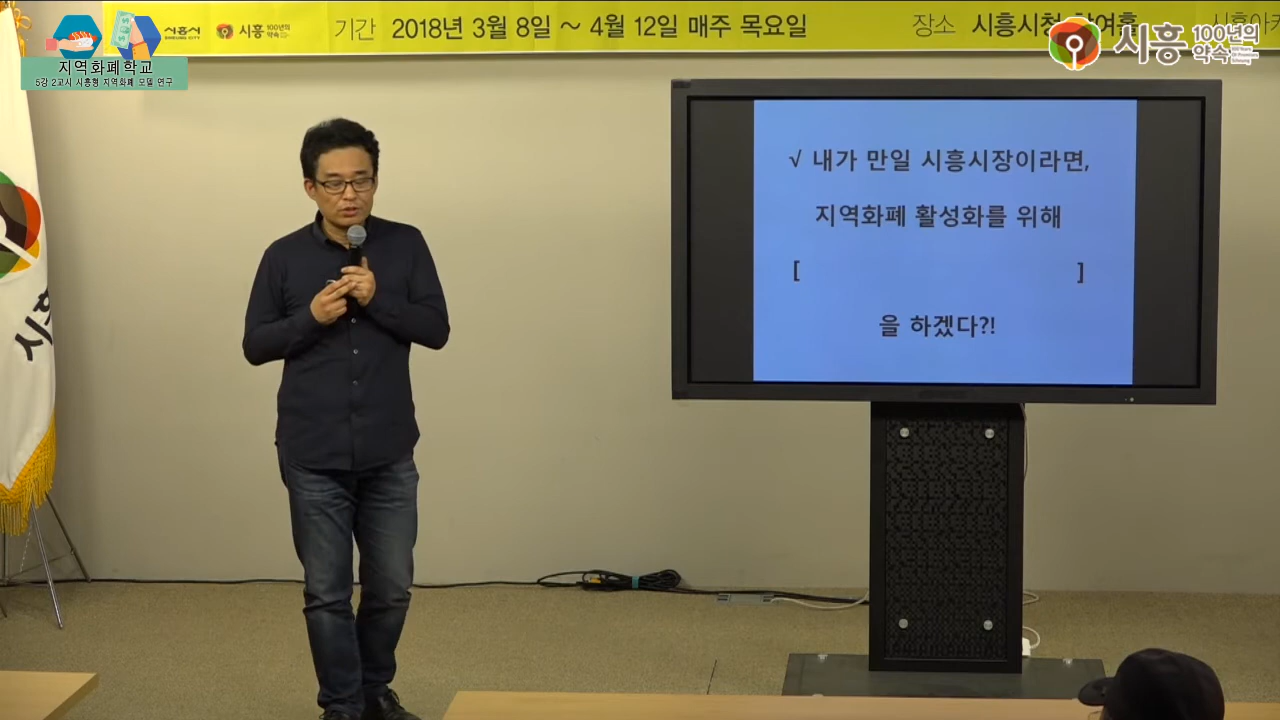 시흥시
SIHEUNG CITY
시흥 100년의 약속
기간 2018년 3월 8일 ~ 4월 12일 매주 목요일
장소 시흥시청
지역화폐학교
5강 2교시 시흥형 지역화폐 모델 연구
시흥 100년의 약속
√ 내가 만일 시흥시장이라면,
지역화폐 활성화를 위해
[ ]
을 하겠다?!
시흥